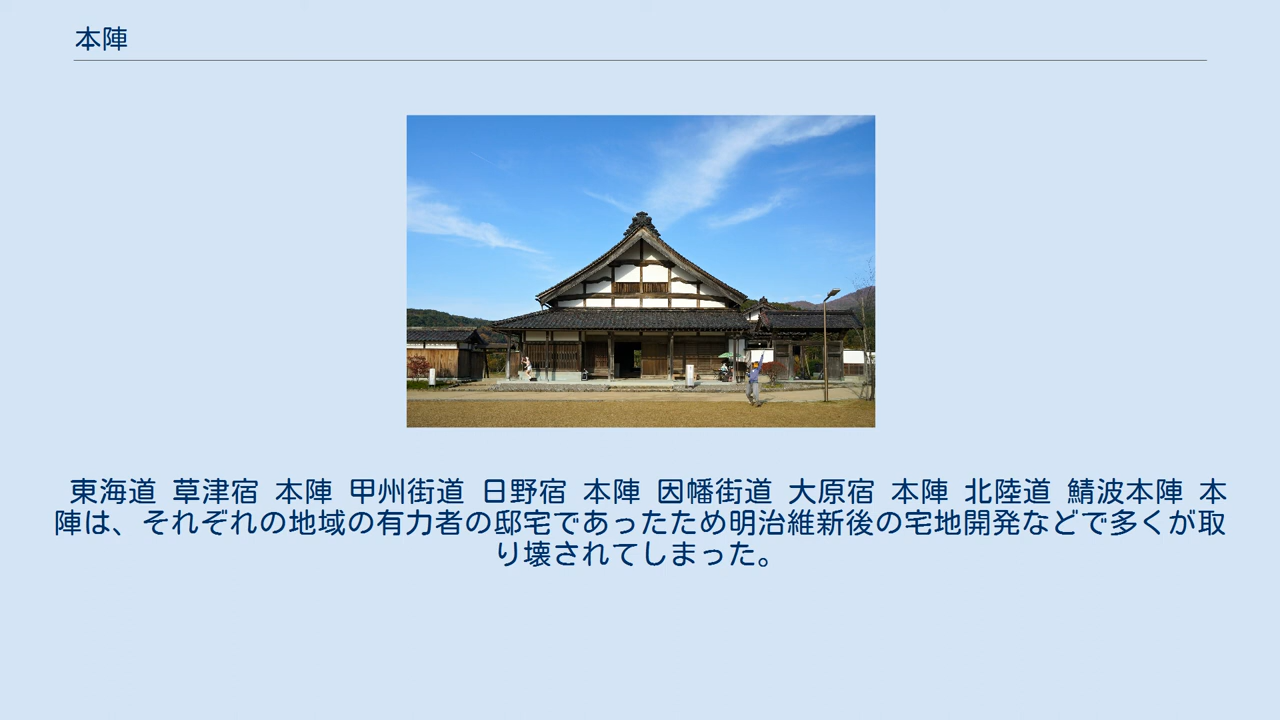 本陣
東海道 草津宿 本陣 甲州街道 日野宿 本陣 因幡街道 大原宿 本陣 北陸道 鯖波本陣 本
陣は、それぞれの地域の有力者の邸宅であったため明治維新後の宅地開発などで多くが取
り壊されてしまった。